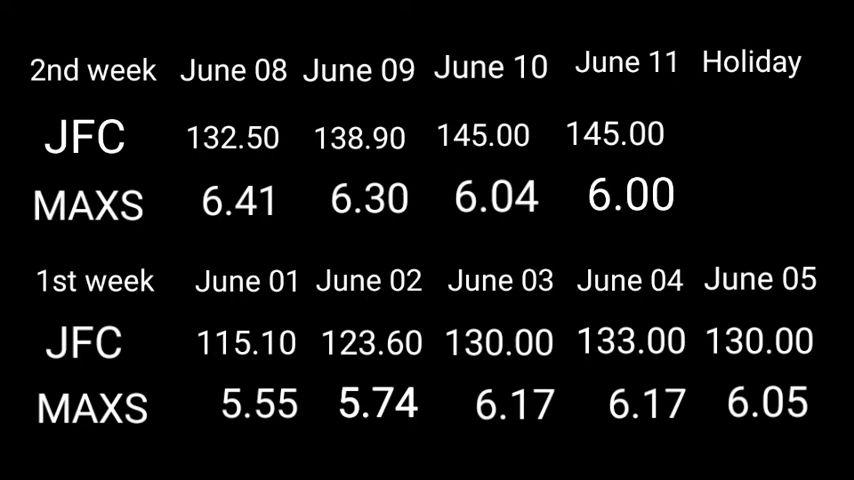 2nd week June 08 June 09 June 10 June 11 Holiday
JFC 132.50 138.90 145.00 145.00
MAXS 6.41 6.30 6.04 6.00
1st week June 01 June 02 June 03 June 04 June 05
JFC 115.10 123.60 130.00 133.00 130.00
MAXS 5.55 5.74 6.17 6.17 6.05